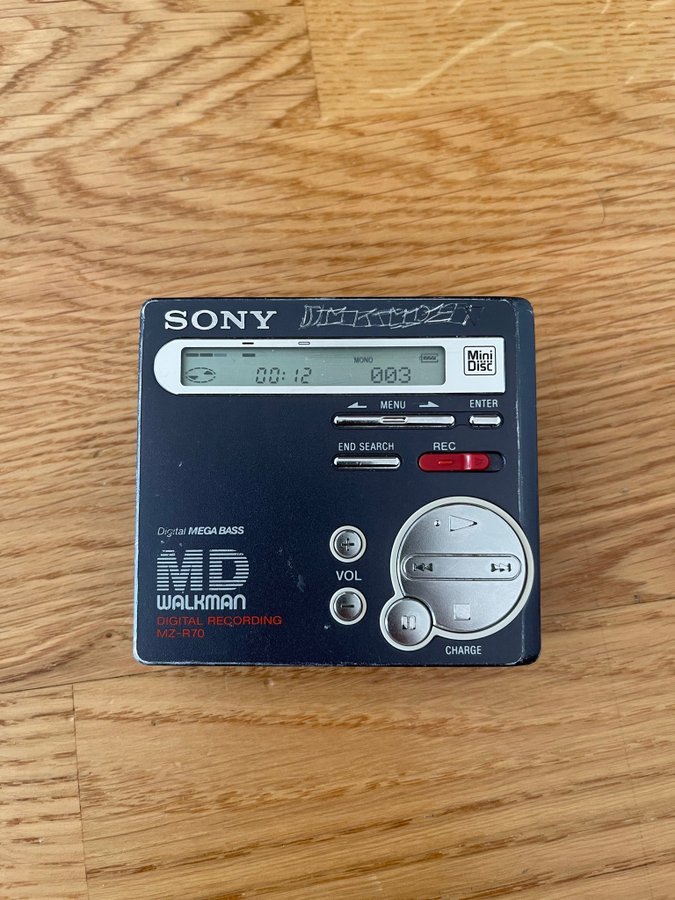 SONY
MONO
00:12 003
Mini
Disc
MENU ENTER
END SEARCH REC
Digital MEGA BASS
MD
WALKMAN
VOL
DIGITAL RECORDING
MZ-R70
CHARGE